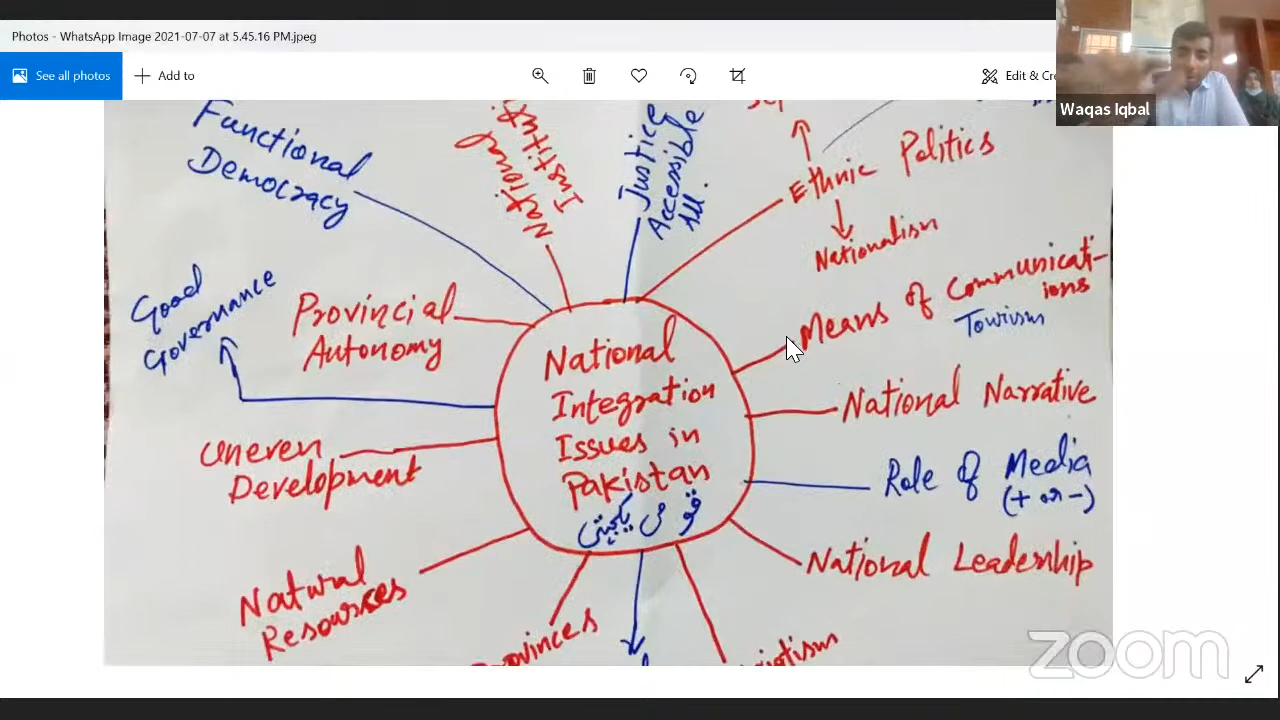 Photos - WhatsApp Image 2021-07-07 at 5.45.16 PM.jpeg
See all photos
Add to
Edit &
Waqas Iqbal
Functional
Democracy
National
Justice
Accessible
All.
Ethnic Politics
Nationalism
Means of Communicati-
ions
Tourism
Good
Governance
Provincial
Autonomy
National
Integration
Issues in
Pakistan
قومی یکجہتی
National Narrative
Role of Media
(+ or -)
Uneven
Development
National Leadership
Natural
Resources
zoom